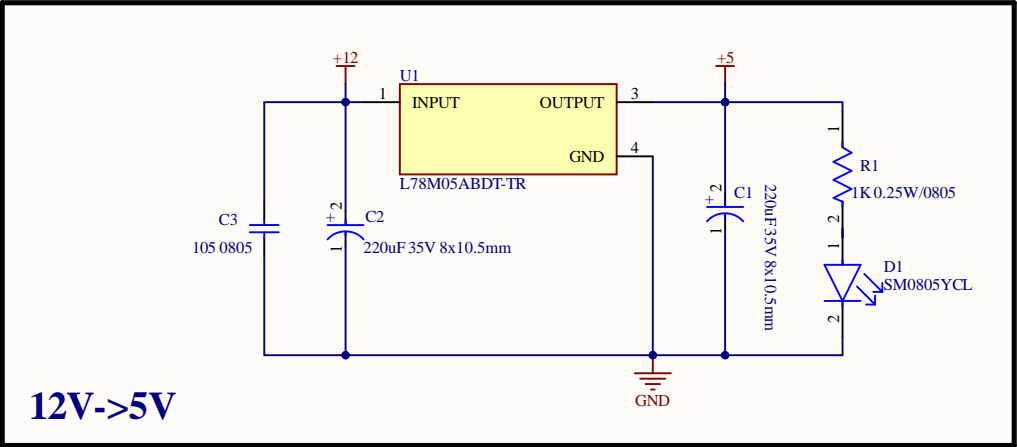 +12
+5
U1
1
INPUT
OUTPUT
3
GND
4
L78M05ABDT-TR
1
R1
1K 0.25W/0805
2
C3
105 0805
+
2
C2
1
220uF 35V 8x10.5mm
+
2
C1
1
220uF 35V 8x10.5mm
1
D1
SM0805YCL
2
GND
12V->5V